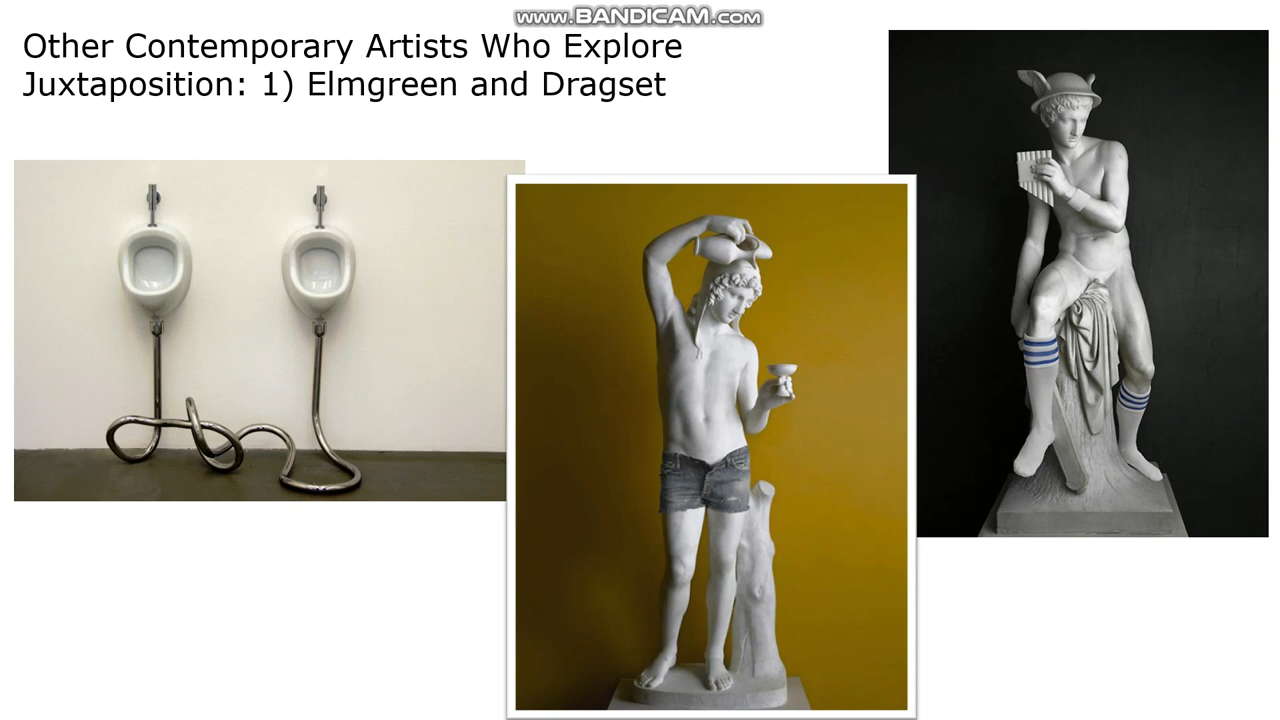 www.BANDICAM.com
Other Contemporary Artists Who Explore
Juxtaposition: 1) Elmgreen and Dragset